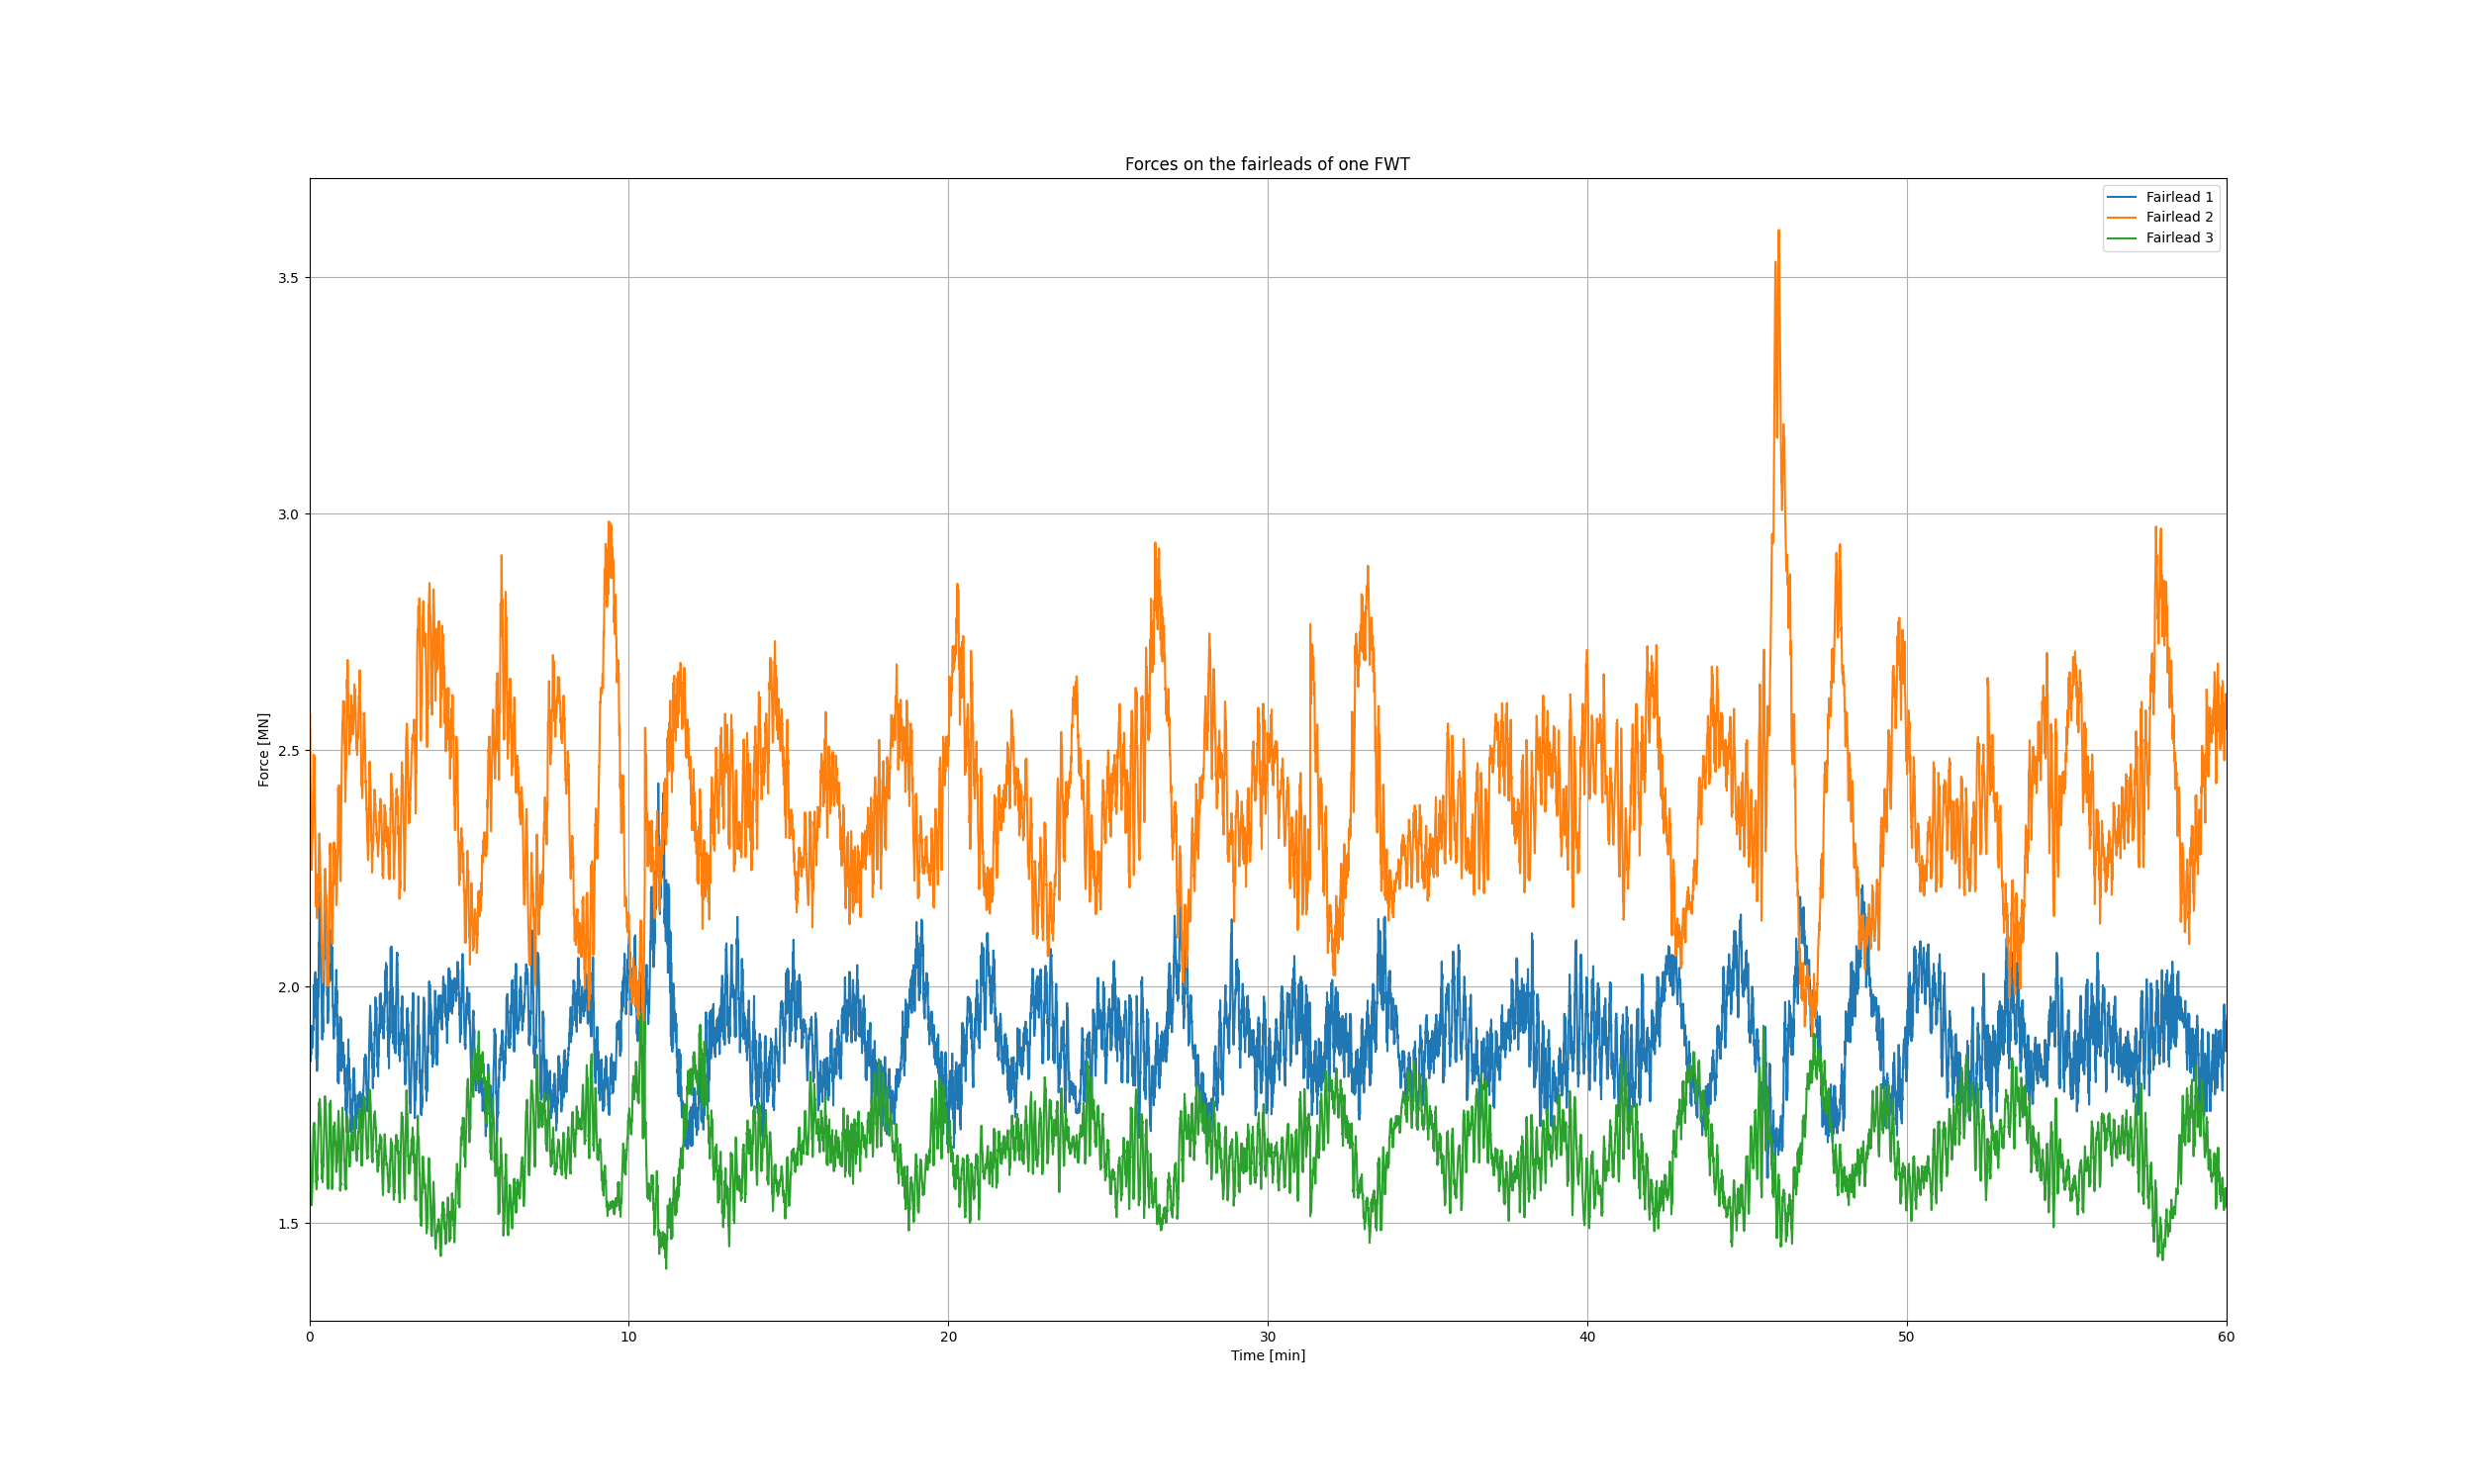 Forces on the fairleads of one FWT
Fairlead 1
Fairlead 2
Fairlead 3
Force [MN]
3.5
3.0
2.5
2.0
1.5
0
10
20
30
40
50
60
Time [min]